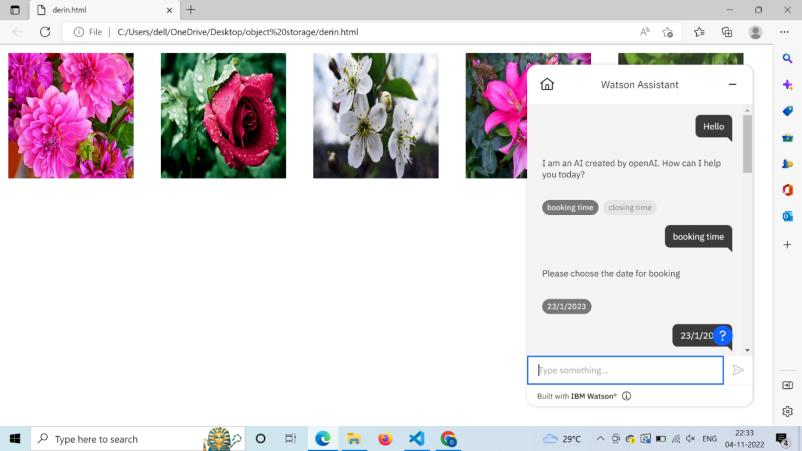 derin.html
File
C:/Users/dell/OneDrive/Desktop/object%20storage/derin.html
Watson Assistant
Hello
I am an AI created by openAI. How can I help
you today?
booking time closing time
booking time
Please choose the date for booking
23/1/2023
23/1/20
?
Type something...
Built with IBM Watson®
Type here to search
29°C
ENG
22:33
04-11-2022
4